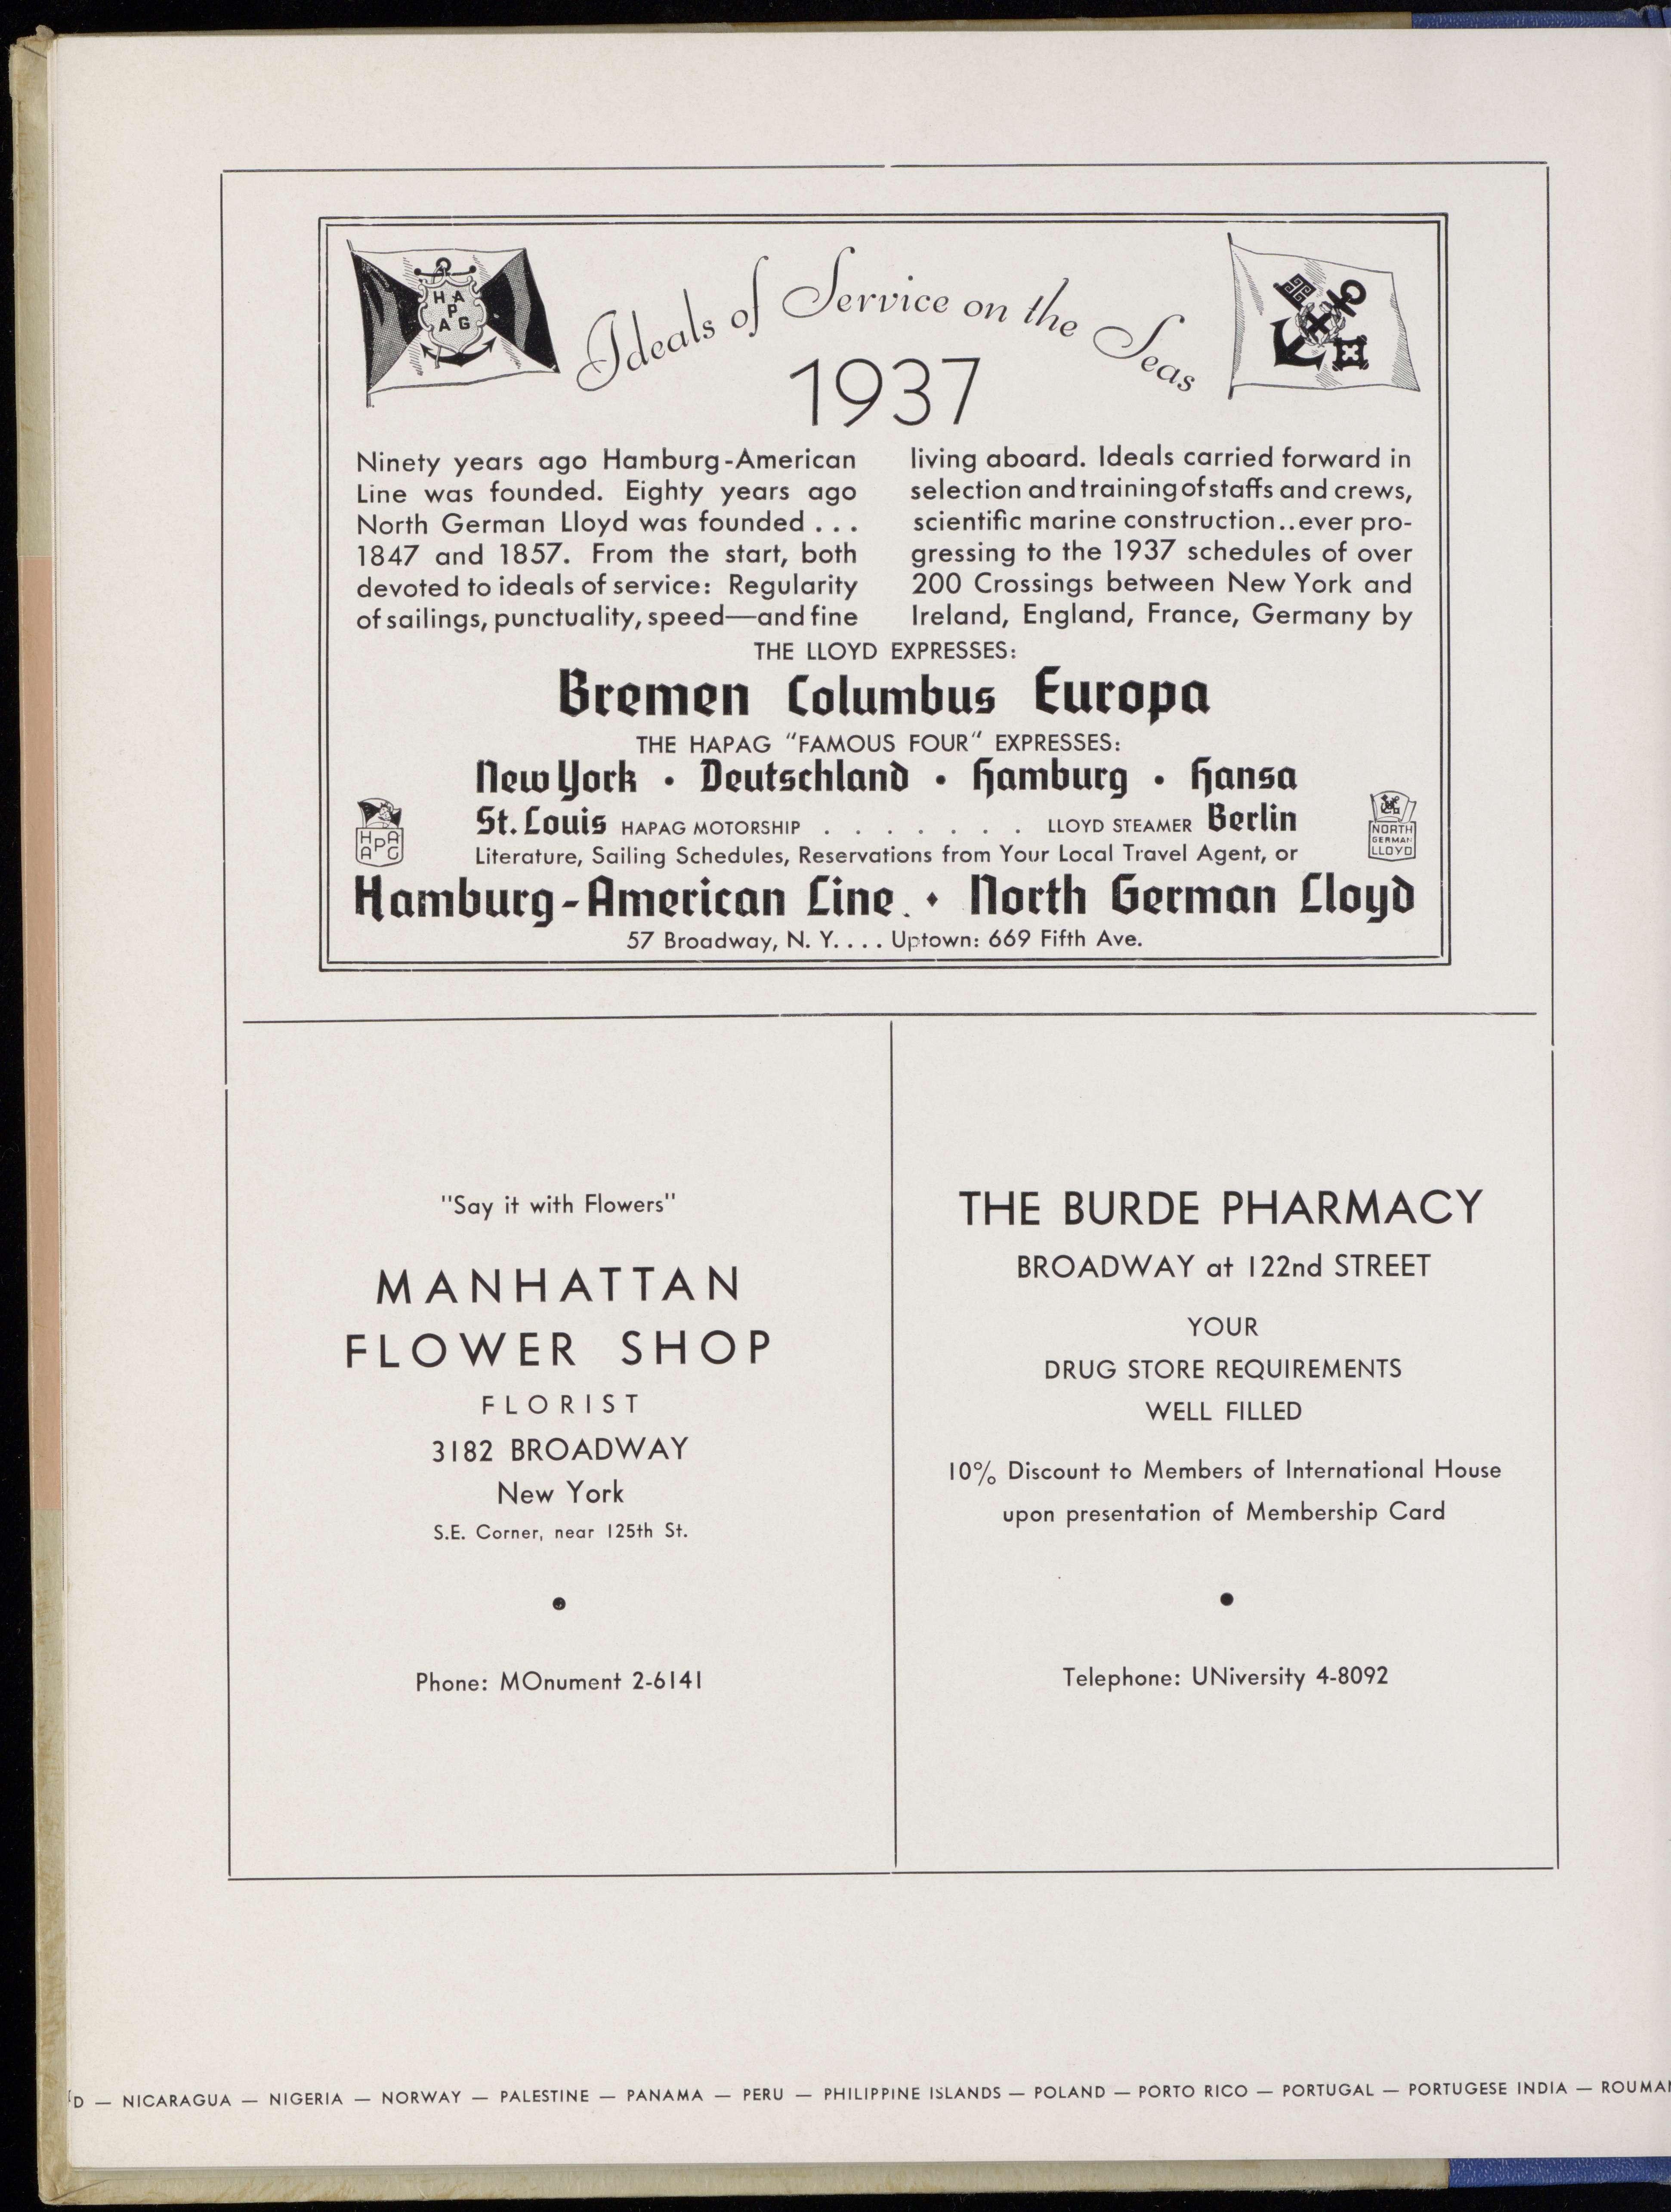 HAPAG
Ideals of Service on the Seas
1937
Ninety years ago Hamburg-American
Line was founded. Eighty years ago
North German Lloyd was founded . . .
1847 and 1857. From the start, both
devoted to ideals of service: Regularity
of sailings, punctuality, speed—and fine
living aboard. Ideals carried forward in
selection and training of staffs and crews,
scientific marine construction..ever pro-
gressing to the 1937 schedules of over
200 Crossings between New York and
Ireland, England, France, Germany by
THE LLOYD EXPRESSES:
Bremen Columbus Europa
THE HAPAG "FAMOUS FOUR" EXPRESSES:
New York • Deutschland • Hamburg • Hansa
St. Louis HAPAG MOTORSHIP . . . . . . . LLOYD STEAMER Berlin
HAPAG
NORTH
GERMAN
LLOYD
Literature, Sailing Schedules, Reservations from Your Local Travel Agent, or
Hamburg-American Line. • North German Lloyd
57 Broadway, N. Y. . . . Uptown: 669 Fifth Ave.
"Say it with Flowers"
MANHATTAN
FLOWER SHOP
FLORIST
3182 BROADWAY
New York
S.E. Corner, near 125th St.
•
Phone: MOnument 2-6141
THE BURDE PHARMACY
BROADWAY at 122nd STREET
YOUR
DRUG STORE REQUIREMENTS
WELL FILLED
10% Discount to Members of International House
upon presentation of Membership Card
•
Telephone: UNiversity 4-8092
D — NICARAGUA — NIGERIA — NORWAY — PALESTINE — PANAMA — PERU — PHILIPPINE ISLANDS — POLAND — PORTO RICO — PORTUGAL — PORTUGESE INDIA — ROUMA